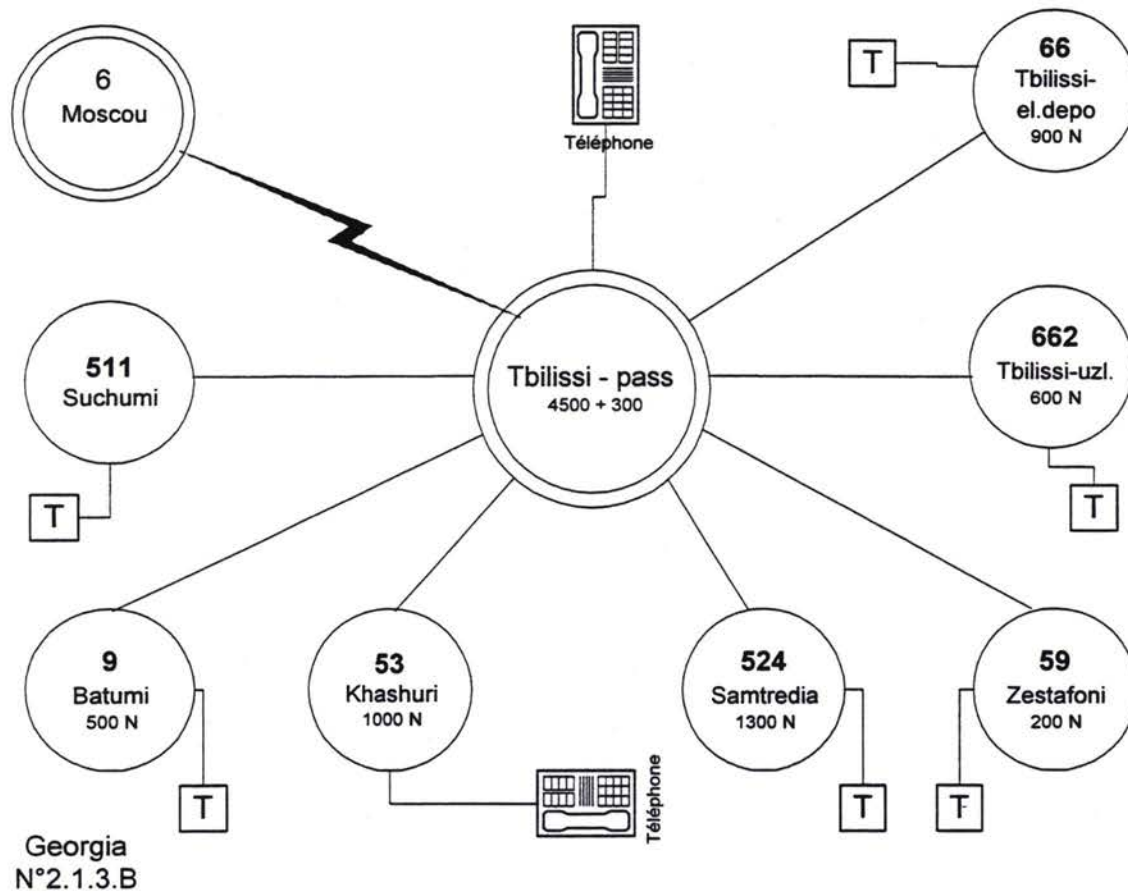 6
Moscou
Téléphone
T
66
Tbilissi-
el.depo
900 N
511
Suchumi
T
Tbilissi - pass
4500 + 300
662
Tbilissi-uzl.
600 N
T
9
Batumi
500 N
T
53
Khashuri
1000 N
Téléphone
524
Samtredia
1300 N
T
59
Zestafoni
200 N
T
Georgia
N°2.1.3.B